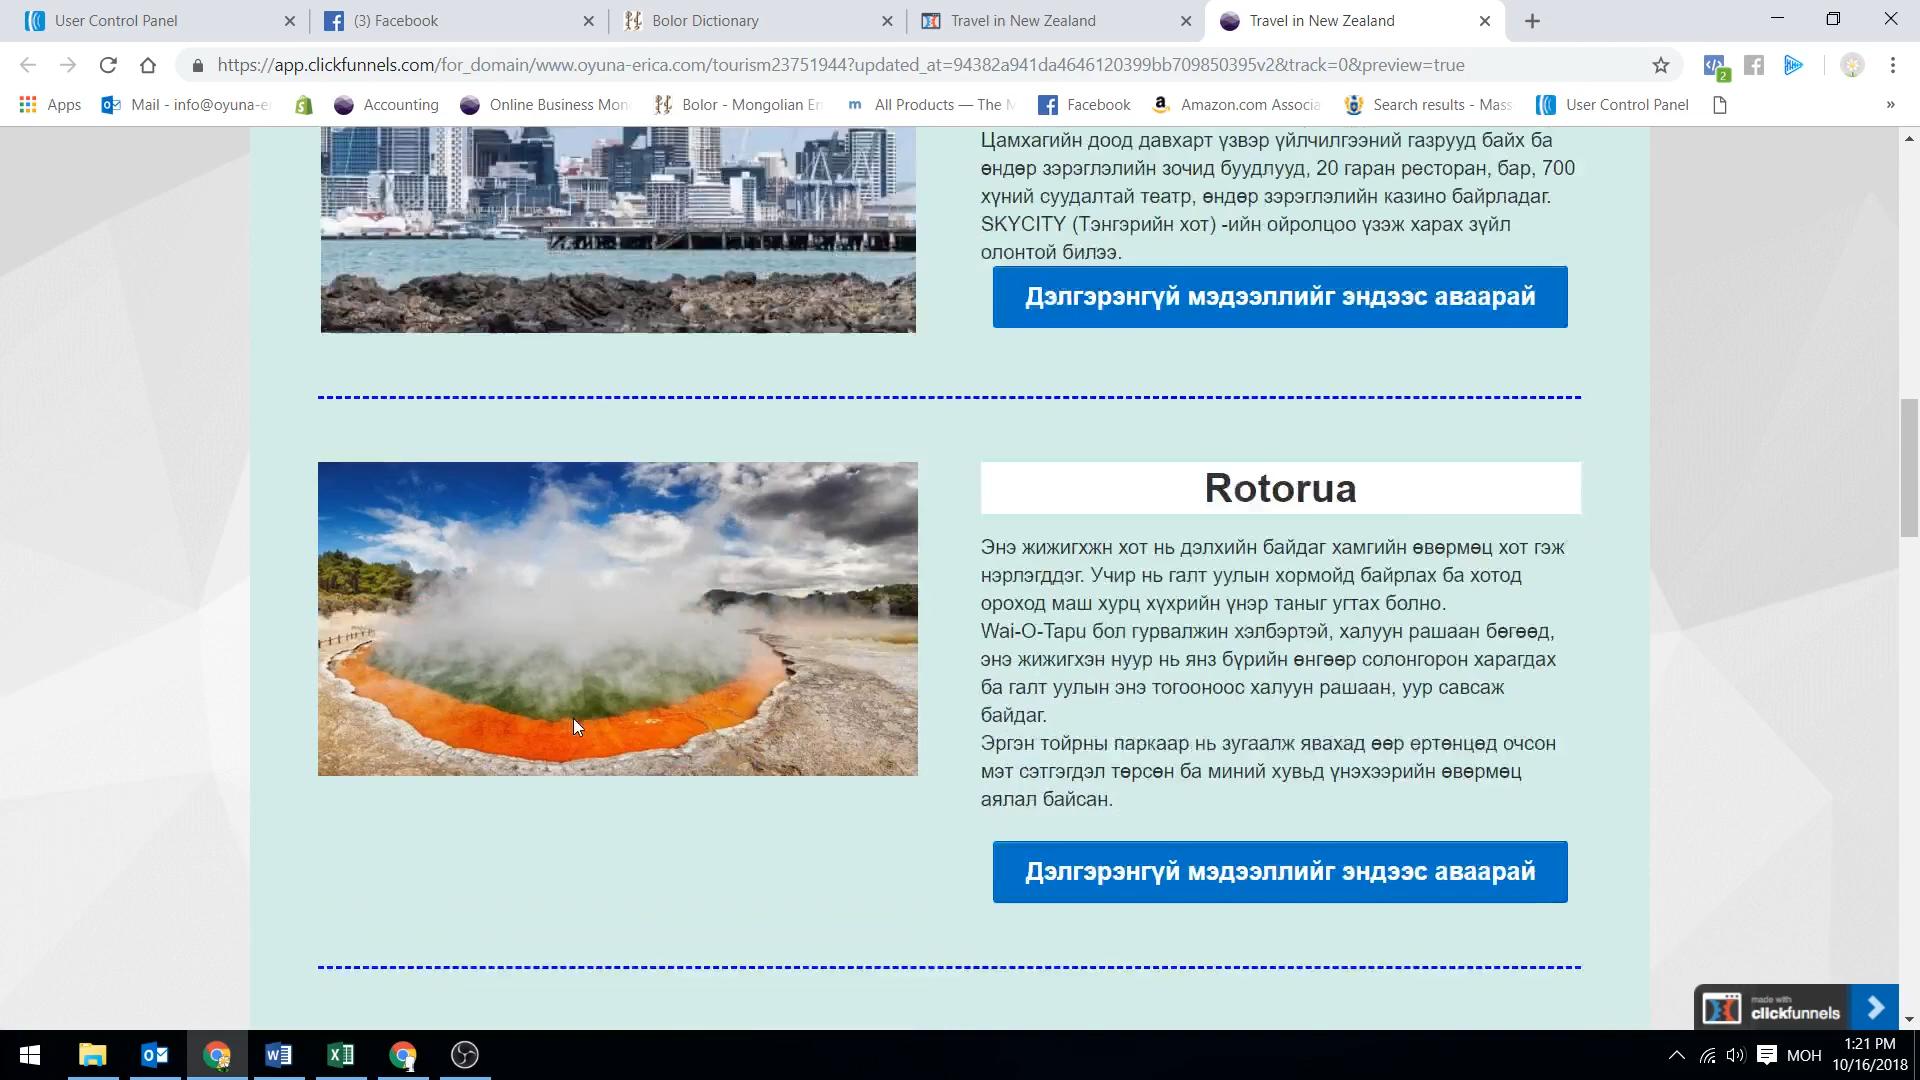 User Control Panel
(3) Facebook
Bolor Dictionary
Travel in New Zealand
Travel in New Zealand
https://app.clickfunnels.com/for_domain/www.oyuna-erica.com/tourism23751944?updated_at=94382a941da4646120399bb709850395v2&track=0&preview=true
2
Apps
Mail - info@oyuna-e
Accounting
Online Business Mon
Bolor - Mongolian En
All Products — The M
Facebook
Amazon.com Associa
Search results - Mass
User Control Panel
»
Цамхагийн доод давхарт үзвэр үйлчилгээний газрууд байх ба
өндөр зэрэглэлийн зочид буудлууд, 20 гаран ресторан, бар, 700
хүний суудалтай театр, өндөр зэрэглэлийн казино байрладаг.
SKYCITY (Тэнгэрийн хот) -ийн ойролцоо үзэж харах зүйл
олонтой билээ.
Дэлгэрэнгүй мэдээллийг эндээс аваарай
Rotorua
Энэ жижигхжн хот нь дэлхийн байдаг хамгийн өвөрмөц хот гэж
нэрлэгддэг. Учир нь галт уулын хормойд байрлах ба хотод
ороход маш хурц хүхрийн үнэр таныг угтах болно.
Wai-O-Tapu бол гурвалжин хэлбэртэй, халуун рашаан бөгөөд,
энэ жижигхэн нуур нь янз бүрийн өнгөөр солонгорон харагдах
ба галт уулын энэ тогооноос халуун рашаан, уур савсаж
байдаг.
Эргэн тойрны паркаар нь зугаалж явахад өөр ертөнцөд очсон
мэт сэтгэгдэл төрсөн ба миний хувьд үнэхээрийн өвөрмөц
аялал байсан.
Дэлгэрэнгүй мэдээллийг эндээс аваарай
made with
clickfunnels
МОН
1:21 PM
10/16/2018